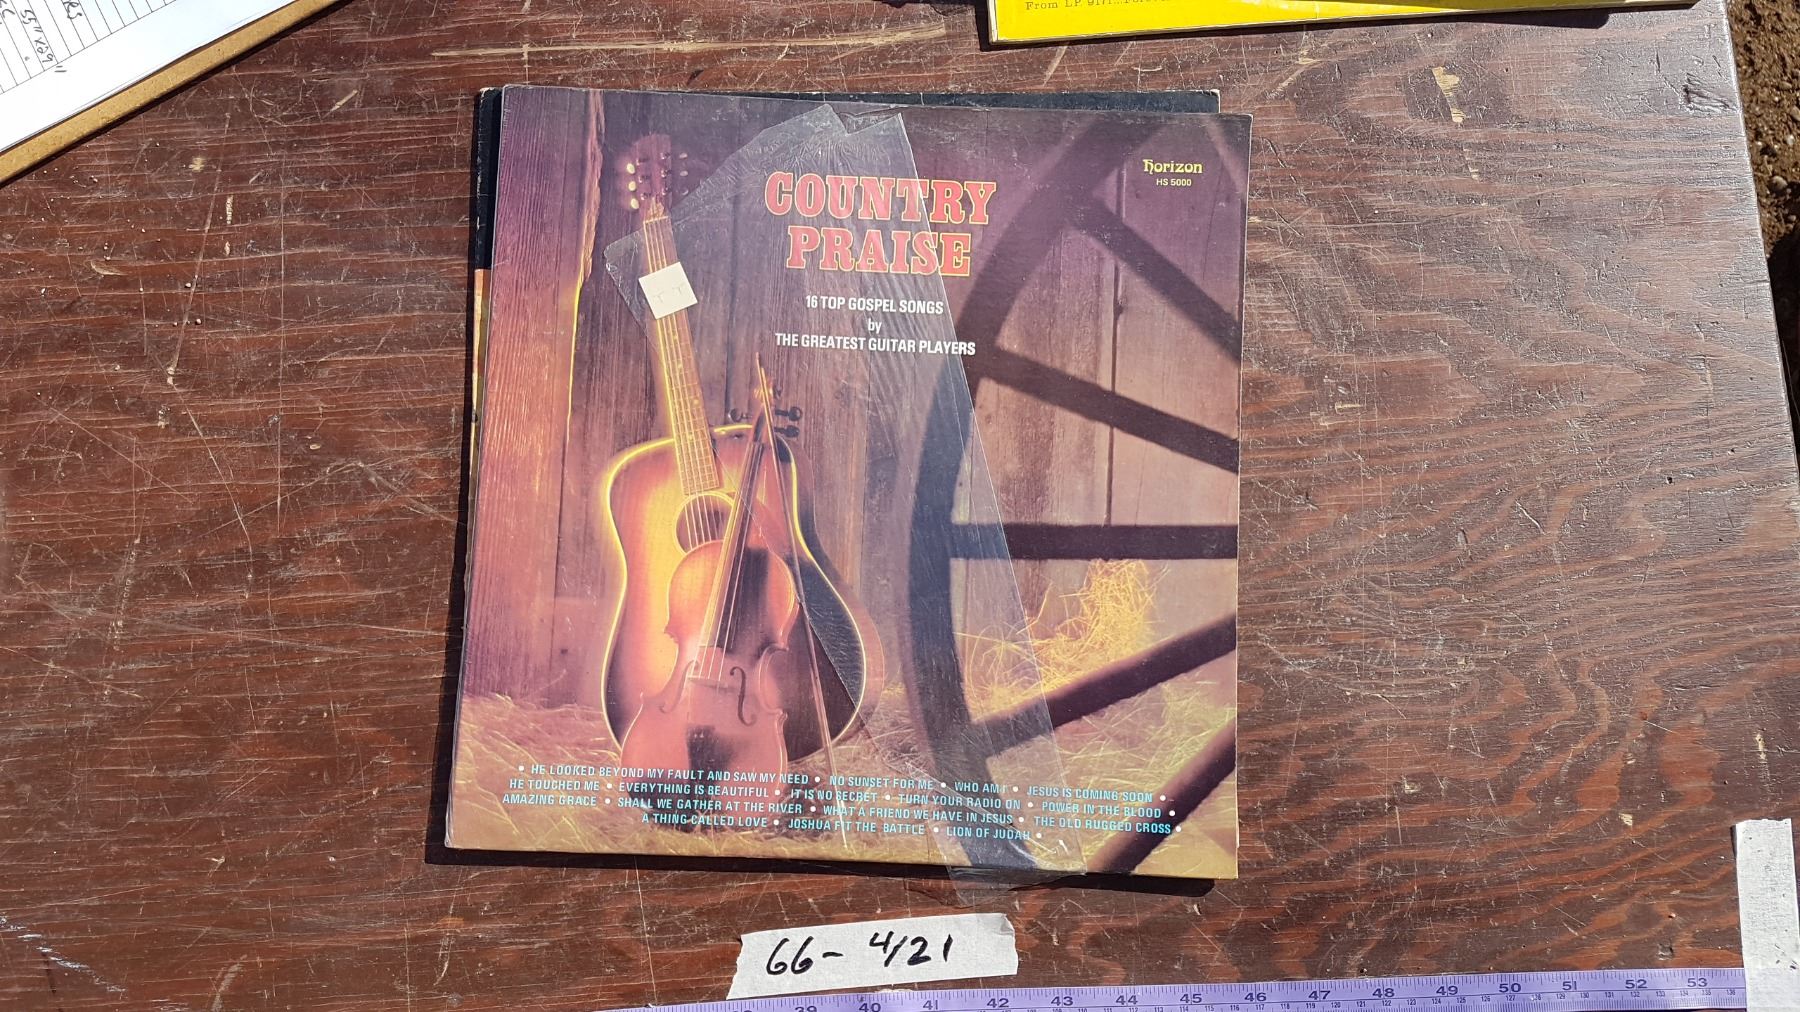 From LP 9171...
horizon
HS 5000
COUNTRY
PRAISE
16 TOP GOSPEL SONGS
by
THE GREATEST GUITAR PLAYERS
• HE LOOKED BEYOND MY FAULT AND SAW MY NEED • NO SUNSET FOR ME • WHO AM I • JESUS IS COMING SOON •
HE TOUCHED ME • EVERYTHING IS BEAUTIFUL • IT IS NO SECRET • TURN YOUR RADIO ON • POWER IN THE BLOOD •
AMAZING GRACE • SHALL WE GATHER AT THE RIVER • WHAT A FRIEND WE HAVE IN JESUS • THE OLD RUGGED CROSS •
A THING CALLED LOVE • JOSHUA FIT THE BATTLE • LION OF JUDAH •
66- 4/21
40 41 42 43 44 45 46 47 48 49 50 51 52 53